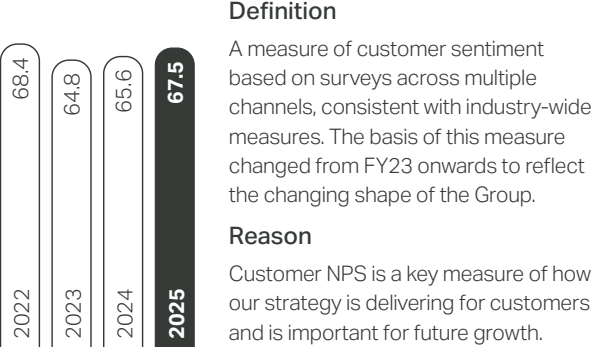 68.4
64.8
65.6
67.5
2022
2023
2024
2025
Definition
A measure of customer sentiment
based on surveys across multiple
channels, consistent with industry-wide
measures. The basis of this measure
changed from FY23 onwards to reflect
the changing shape of the Group.
Reason
Customer NPS is a key measure of how
our strategy is delivering for customers
and is important for future growth.